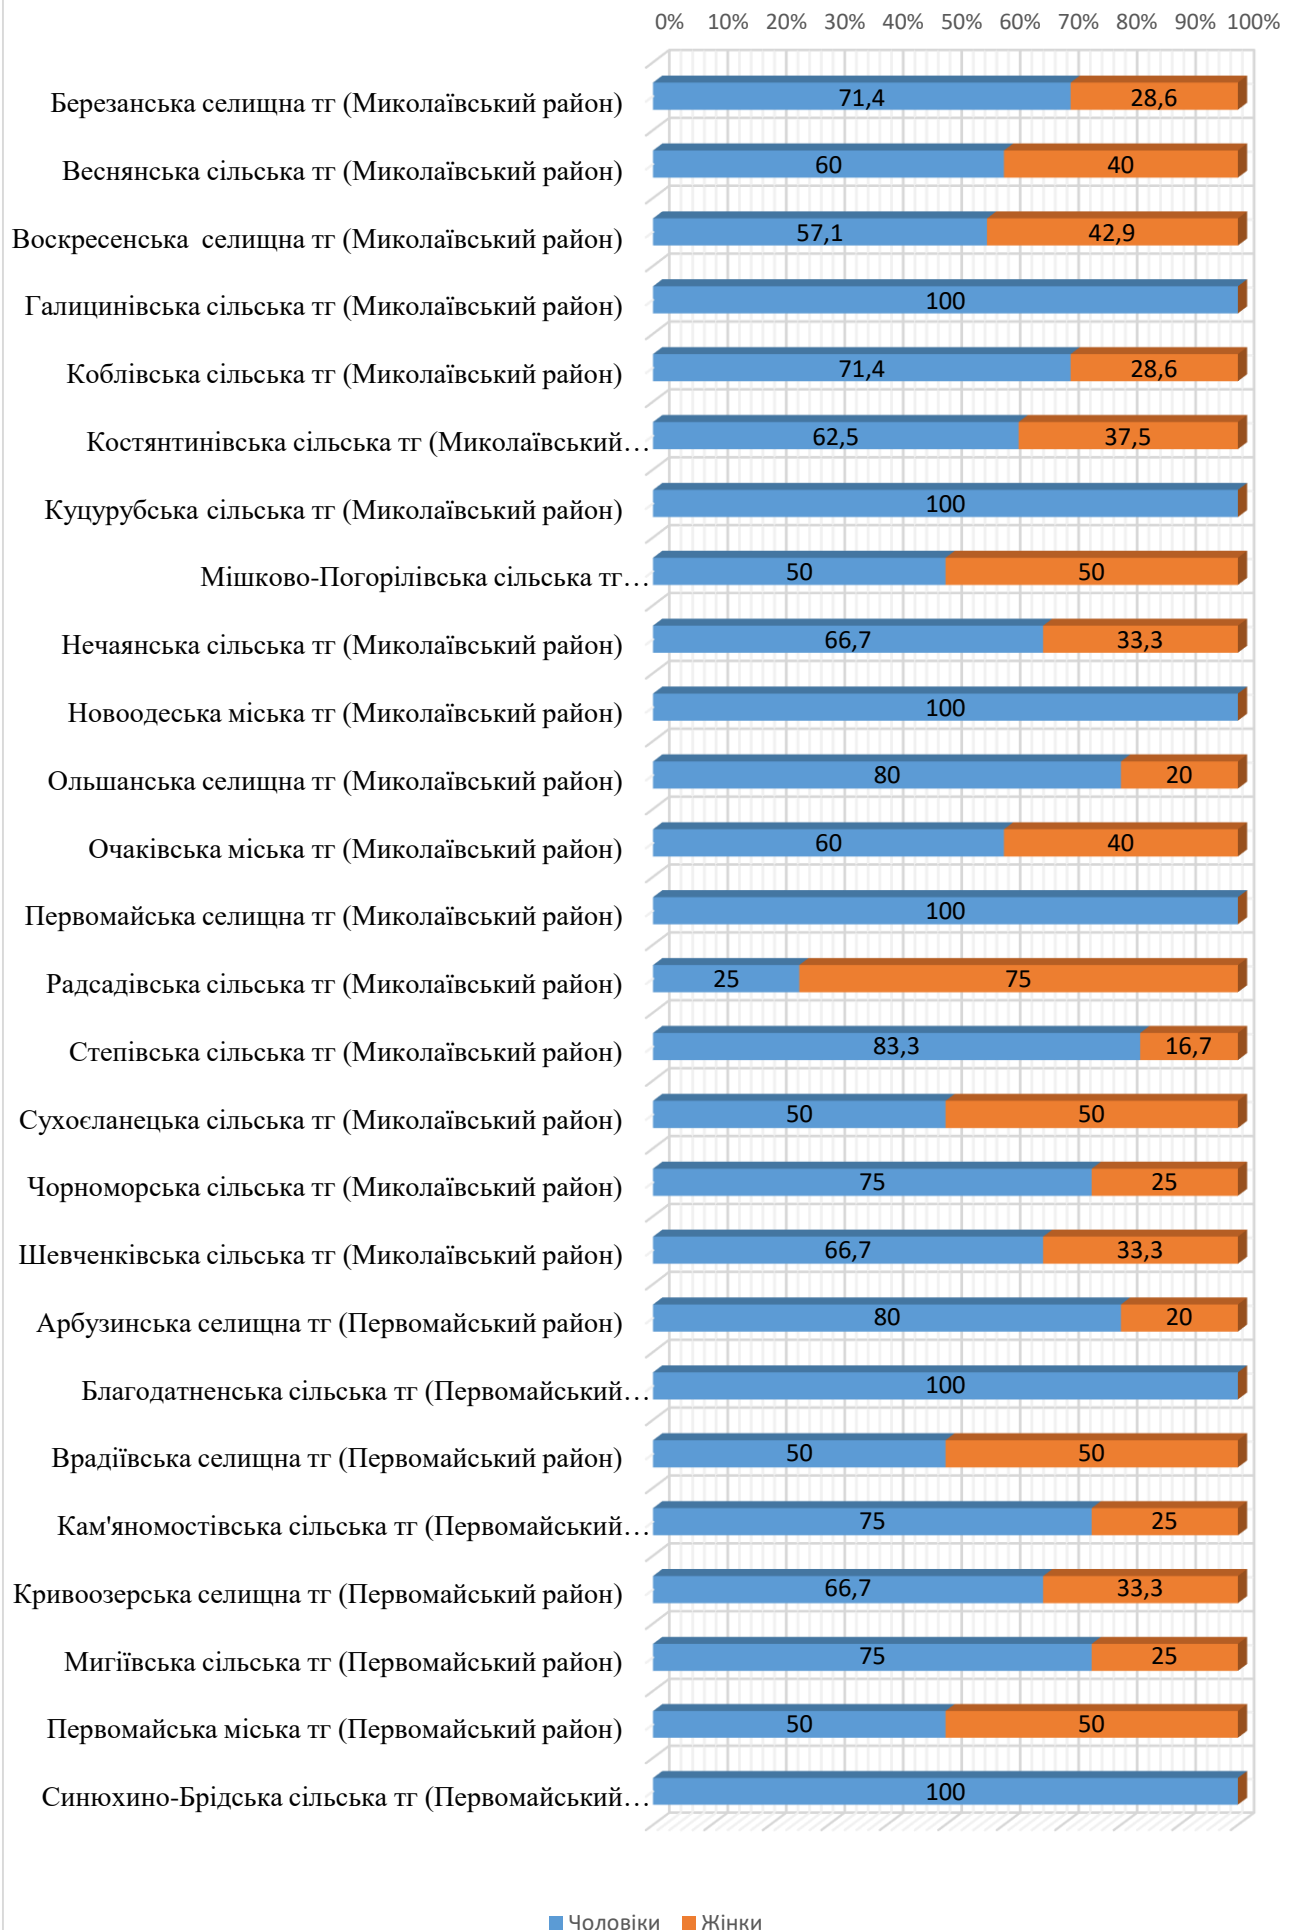 0% 10% 20% 30% 40% 50% 60% 70% 80% 90% 100%
Березанська селищна тг (Миколаївський район) 71,4 28,6
Веснянська сільська тг (Миколаївський район) 60 40
Воскресенська селищна тг (Миколаївський район) 57,1 42,9
Галицинівська сільська тг (Миколаївський район) 100
Коблівська сільська тг (Миколаївський район) 71,4 28,6
Костянтинівська сільська тг (Миколаївський… 62,5 37,5
Куцурубська сільська тг (Миколаївський район) 100
Мішково-Погорілівська сільська тг… 50 50
Нечаянська сільська тг (Миколаївський район) 66,7 33,3
Новоодеська міська тг (Миколаївський район) 100
Ольшанська селищна тг (Миколаївський район) 80 20
Очаківська міська тг (Миколаївський район) 60 40
Первомайська селищна тг (Миколаївський район) 100
Радсадівська сільська тг (Миколаївський район) 25 75
Степівська сільська тг (Миколаївський район) 83,3 16,7
Сухоєланецька сільська тг (Миколаївський район) 50 50
Чорноморська сільська тг (Миколаївський район) 75 25
Шевченківська сільська тг (Миколаївський район) 66,7 33,3
Арбузинська селищна тг (Первомайський район) 80 20
Благодатненська сільська тг (Первомайський… 100
Врадіївська селищна тг (Первомайський район) 50 50
Кам'яномостівська сільська тг (Первомайський… 75 25
Кривоозерська селищна тг (Первомайський район) 66,7 33,3
Мигіївська сільська тг (Первомайський район) 75 25
Первомайська міська тг (Первомайський район) 50 50
Синюхино-Брідська сільська тг (Первомайський… 100
Чоловіки Жінки